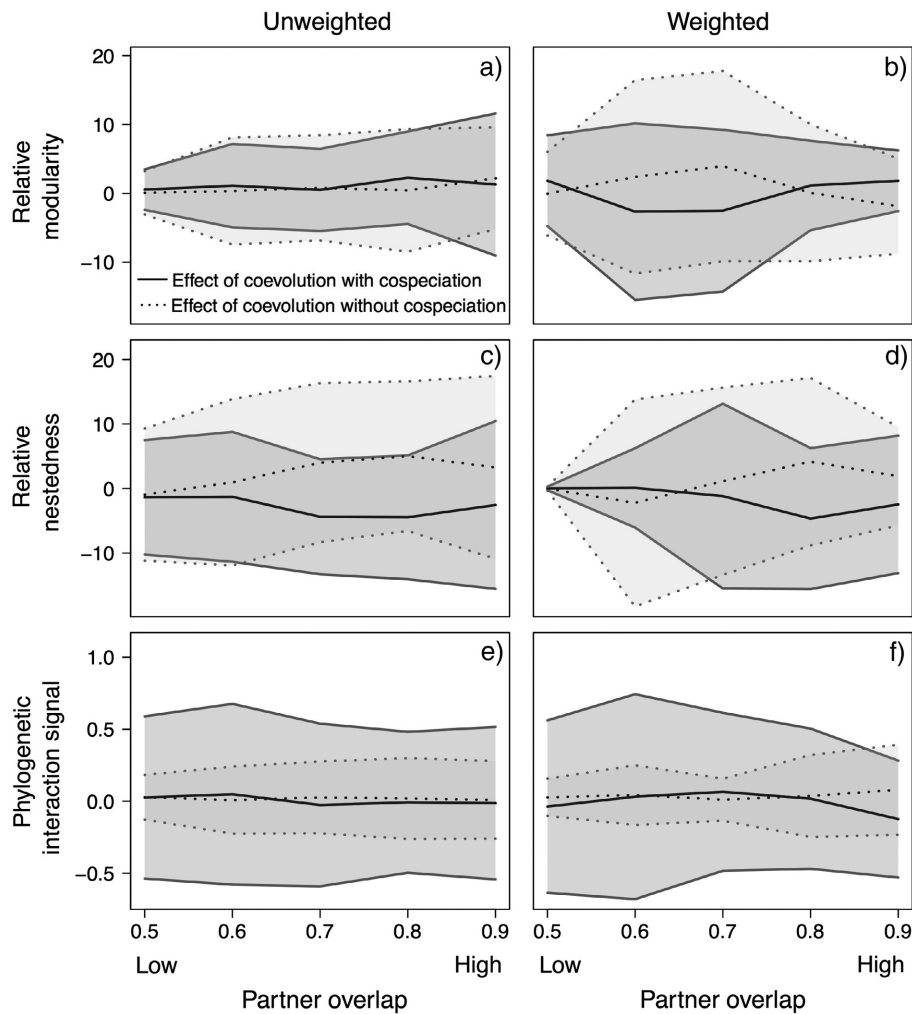 Unweighted
Weighted
a)
b)
20
10
0
−10
Relative
modularity
Effect of coevolution with cospeciation
Effect of coevolution without cospeciation
c)
d)
20
10
0
−10
Relative
nestedness
e)
f)
1.0
0.5
0.0
−0.5
Phylogenetic
interaction signal
0.5 0.6 0.7 0.8 0.9
0.5 0.6 0.7 0.8 0.9
Low High
Low High
Partner overlap
Partner overlap